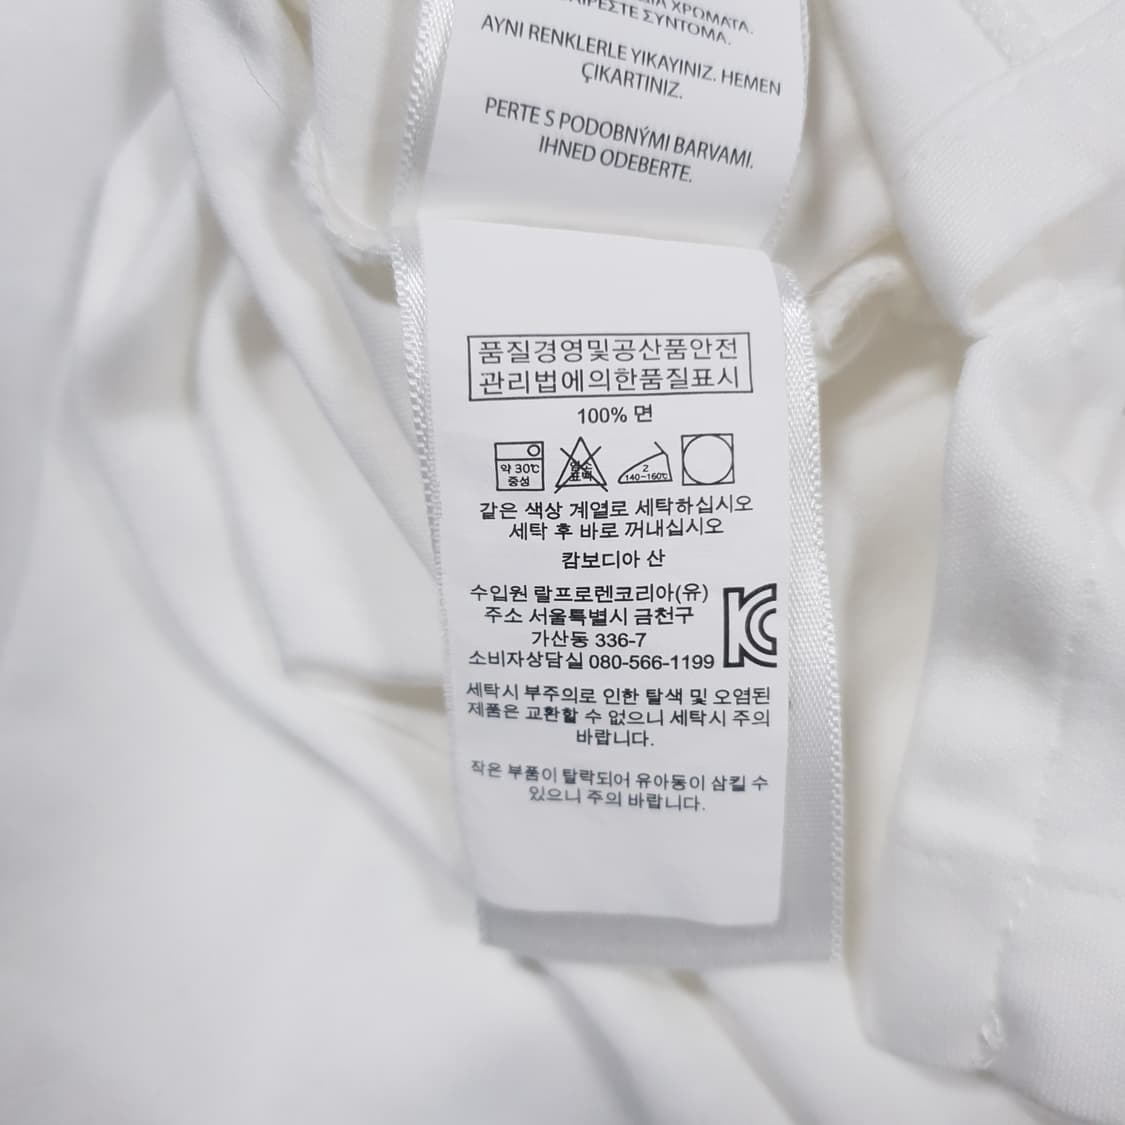 ΧΡΩΜΑΤΑ.
ΣΥΝΤΟΜΑ.
AYNI RENKLERLE YIKAYINIZ. HEMEN
ÇIKARTINIZ.
PERTE S PODOBNÝMI BARVAMI.
IHNED ODEBERTE.
품질경영및공산품안전
관리법에의한품질표시
100% 면
약 30℃
중성
염소
표백
2
140~160℃
같은 색상 계열로 세탁하십시오
세탁 후 바로 꺼내십시오
캄보디아 산
수입원 랄프로렌코리아(유)
주소 서울특별시 금천구
가산동 336-7
소비자상담실 080-566-1199
KC
세탁시 부주의로 인한 탈색 및 오염된
제품은 교환할 수 없으니 세탁시 주의
바랍니다.
작은 부품이 탈락되어 유아동이 삼킬 수
있으니 주의 바랍니다.